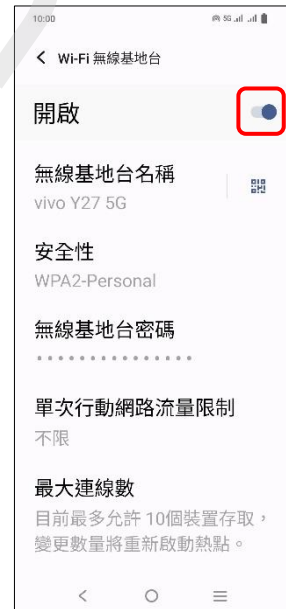 10:00
5G
Wi-Fi 無線基地台
開啟
無線基地台名稱
vivo Y27 5G
安全性
WPA2-Personal
無線基地台密碼
單次行動網路流量限制
不限
最大連線數
目前最多允許 10個裝置存取，
變更數量將重新啟動熱點。